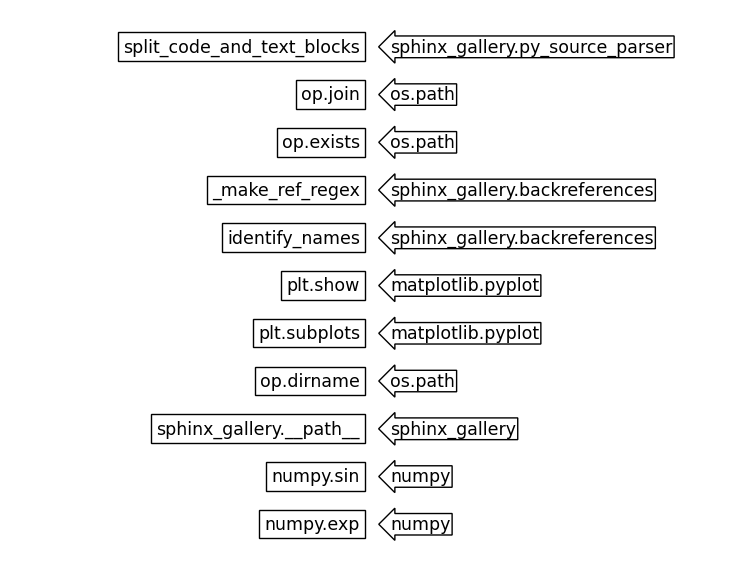 split_code_and_text_blocks sphinx_gallery.py_source_parser
op.join os.path
op.exists os.path
_make_ref_regex sphinx_gallery.backreferences
identify_names sphinx_gallery.backreferences
plt.show matplotlib.pyplot
plt.subplots matplotlib.pyplot
op.dirname os.path
sphinx_gallery.__path__ sphinx_gallery
numpy.sin numpy
numpy.exp numpy